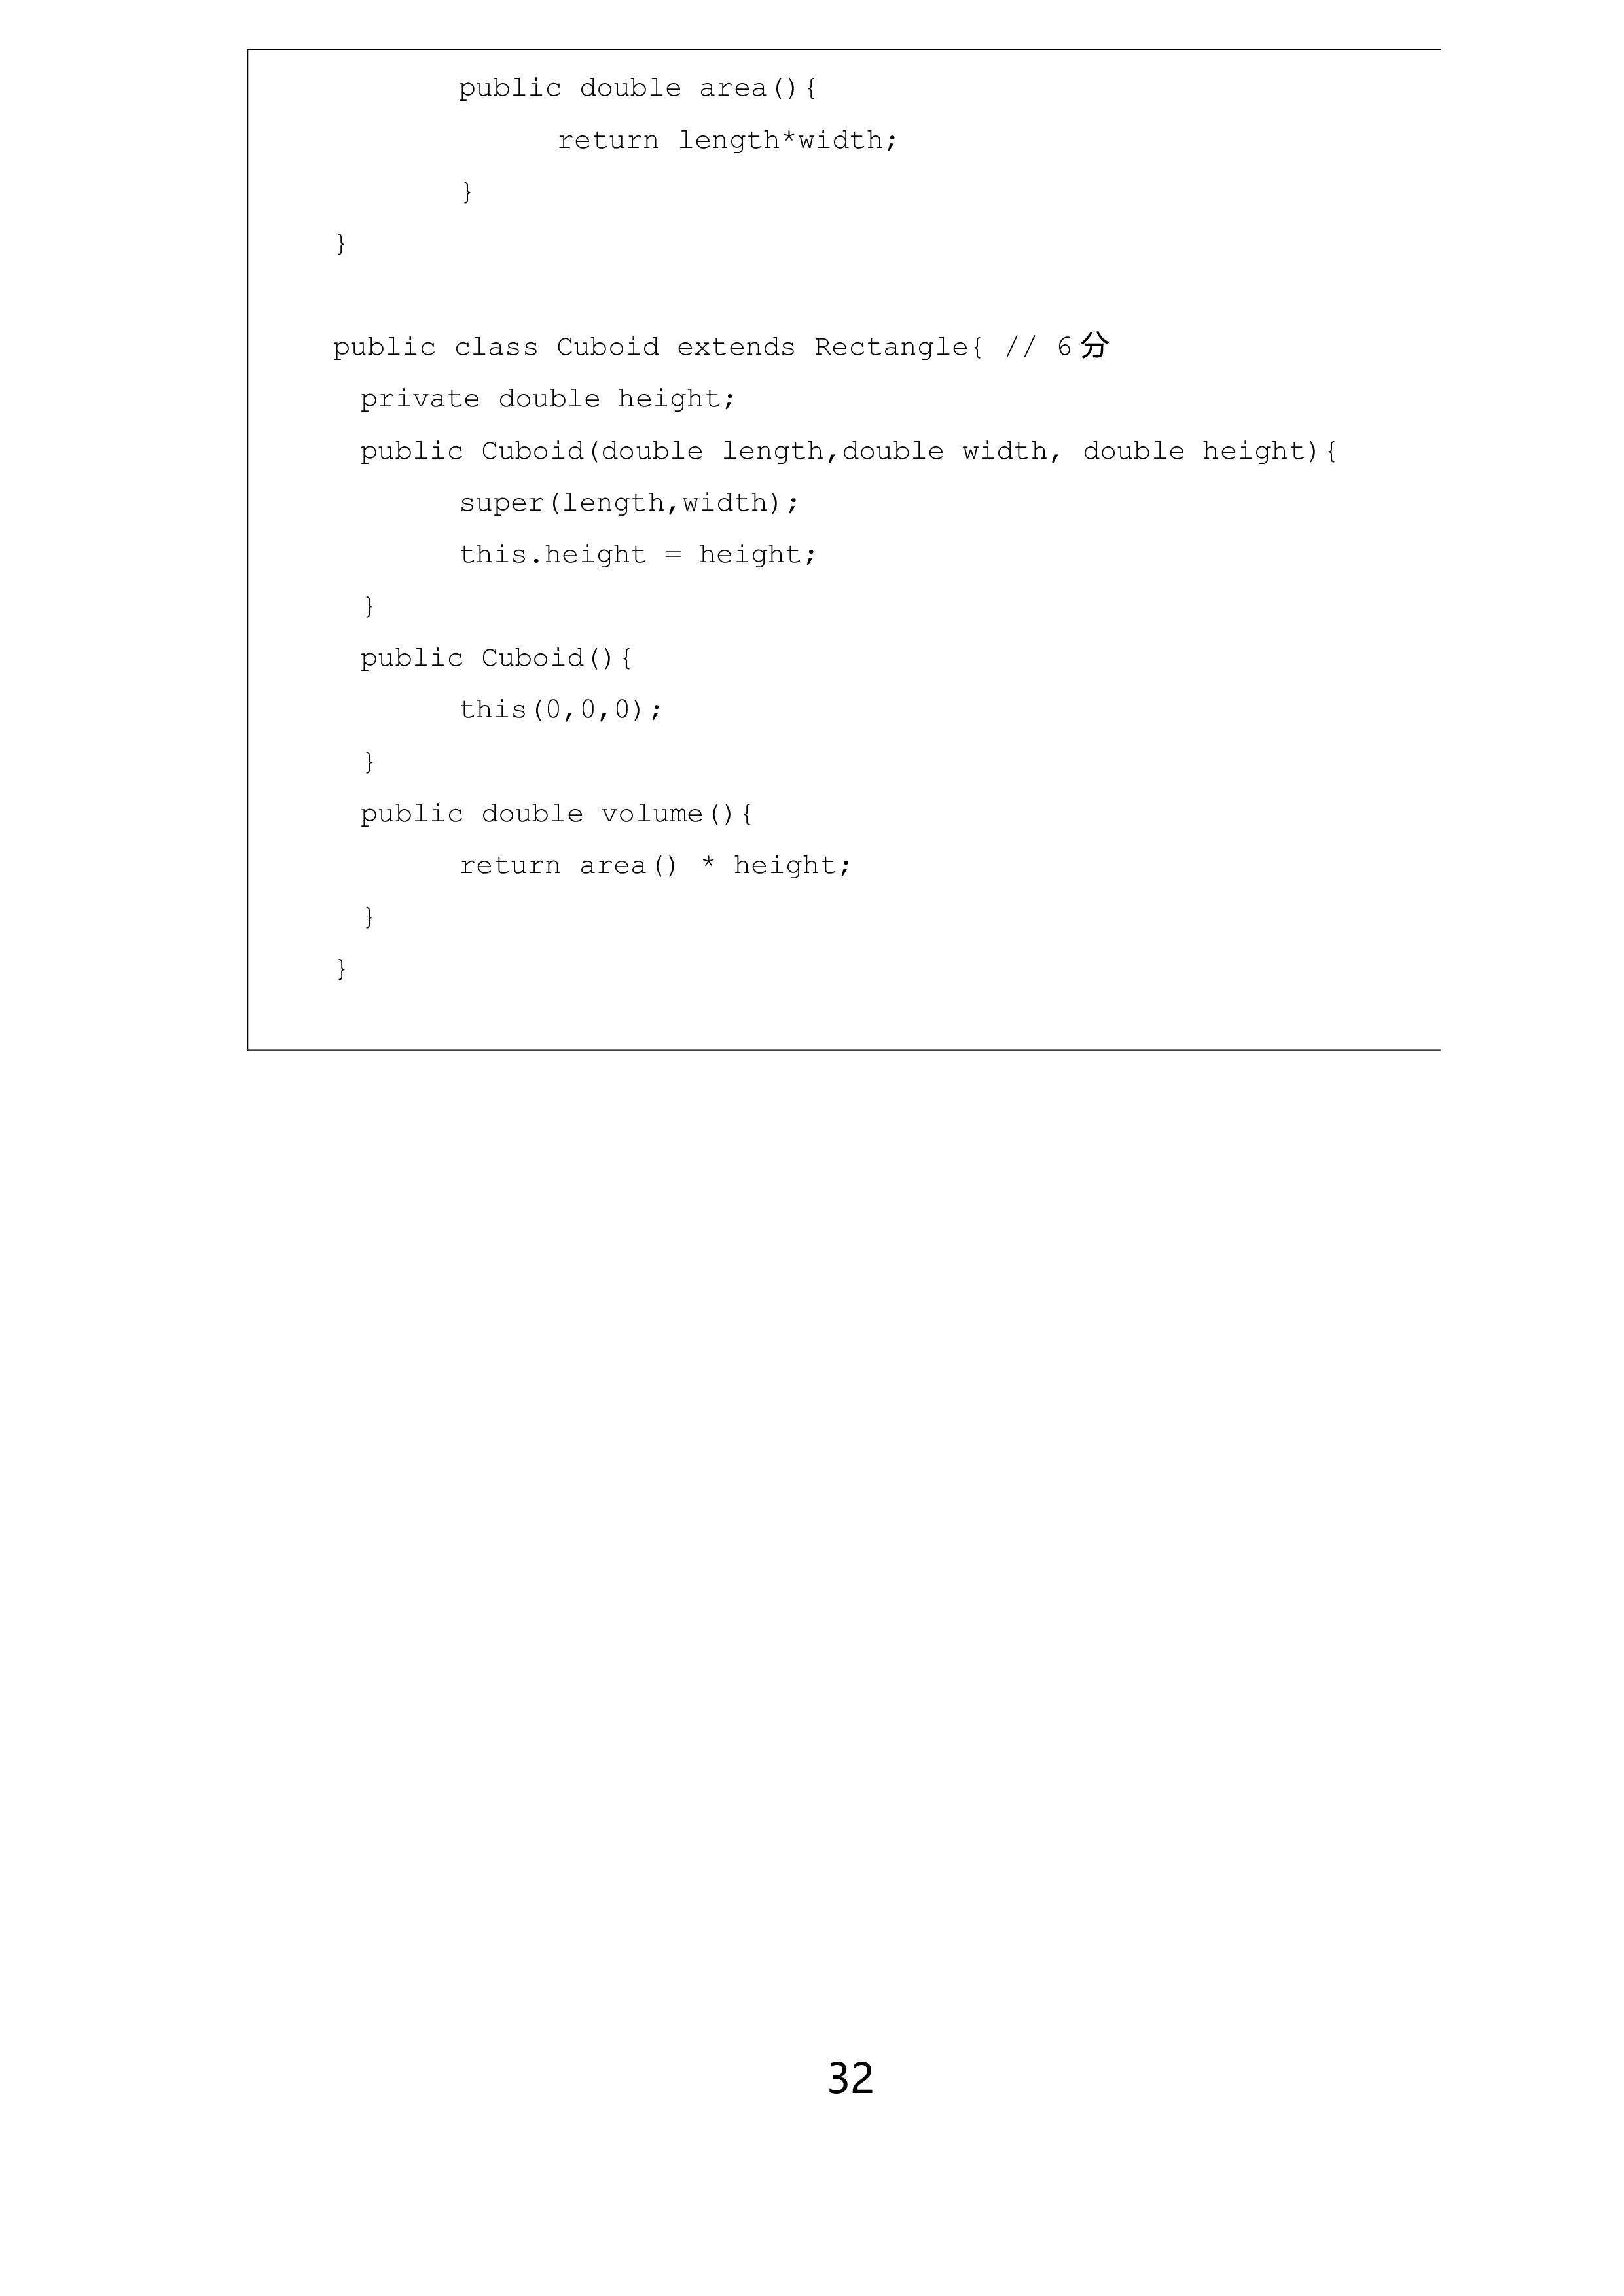 public double area(){
return length*width;
}
}
public class Cuboid extends Rectangle{ // 6分
private double height;
public Cuboid(double length,double width, double height){
super(length,width);
this.height = height;
}
public Cuboid(){
this(0,0,0);
}
public double volume(){
return area() * height;
}
}
32